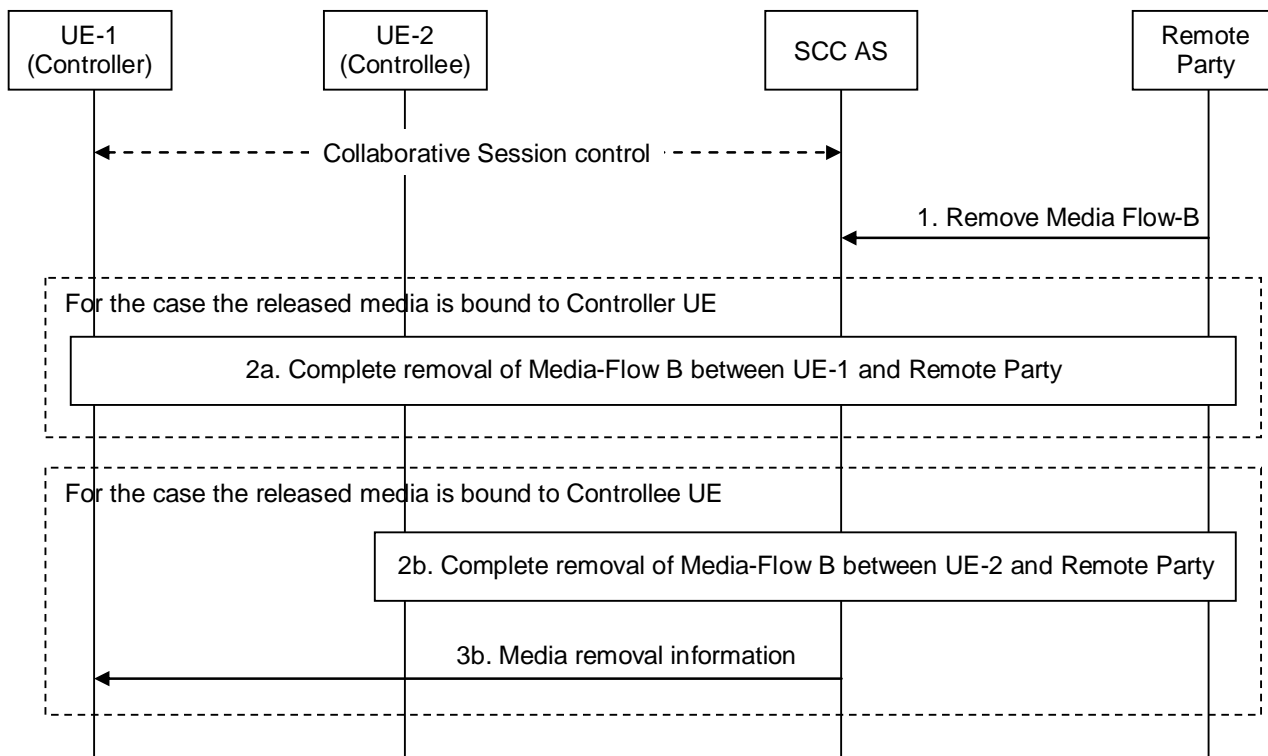 UE-1
(Controller)
UE-2
(Controllee)
SCC AS
Remote
Party
Collaborative Session control
1. Remove Media Flow-B
For the case the released media is bound to Controller UE
2a. Complete removal of Media-Flow B between UE-1 and Remote Party
For the case the released media is bound to Controllee UE
2b. Complete removal of Media-Flow B between UE-2 and Remote Party
3b. Media removal information